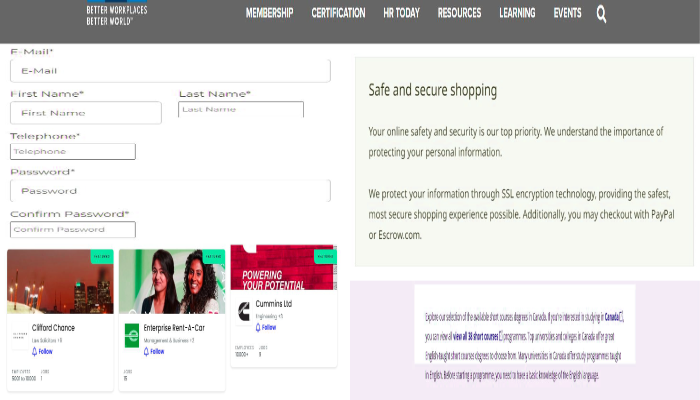 BETTER WORKPLACES
BETTER WORLD®
MEMBERSHIP CERTIFICATION HR TODAY RESOURCES LEARNING EVENTS
E-Mail*
E-Mail
First Name* Last Name*
First Name Last Name
Telephone*
Telephone
Password*
Password
Confirm Password*
Confirm Password
Safe and secure shopping
Your online safety and security is our top priority. We understand the importance of
protecting your personal information.
We protect your information through SSL encryption technology, providing the safest,
most secure shopping experience possible. Additionally, you may checkout with PayPal
or Escrow.com.
Clifford Chance
Law Solicitors +8
Follow
EMPLOYEES JOBS
5001 to 10000 1
Enterprise Rent-A-Car
Management & Business +3
Follow
JOBS
POWERING
YOUR POTENTIAL
Cummins Ltd
Engineering +5
Follow
EMPLOYEES JOBS
10000+
Explore our selection of the available short courses degrees in Canada. If you're interested in studying in Canada,
you can view all view all 38 short courses programmes. Top universities and colleges in Canada offer great
English-taught short courses degrees to choose from. Many universities in Canada offer study programmes taught
in English. Before starting a programme, you need to have a basic knowledge of the English language.